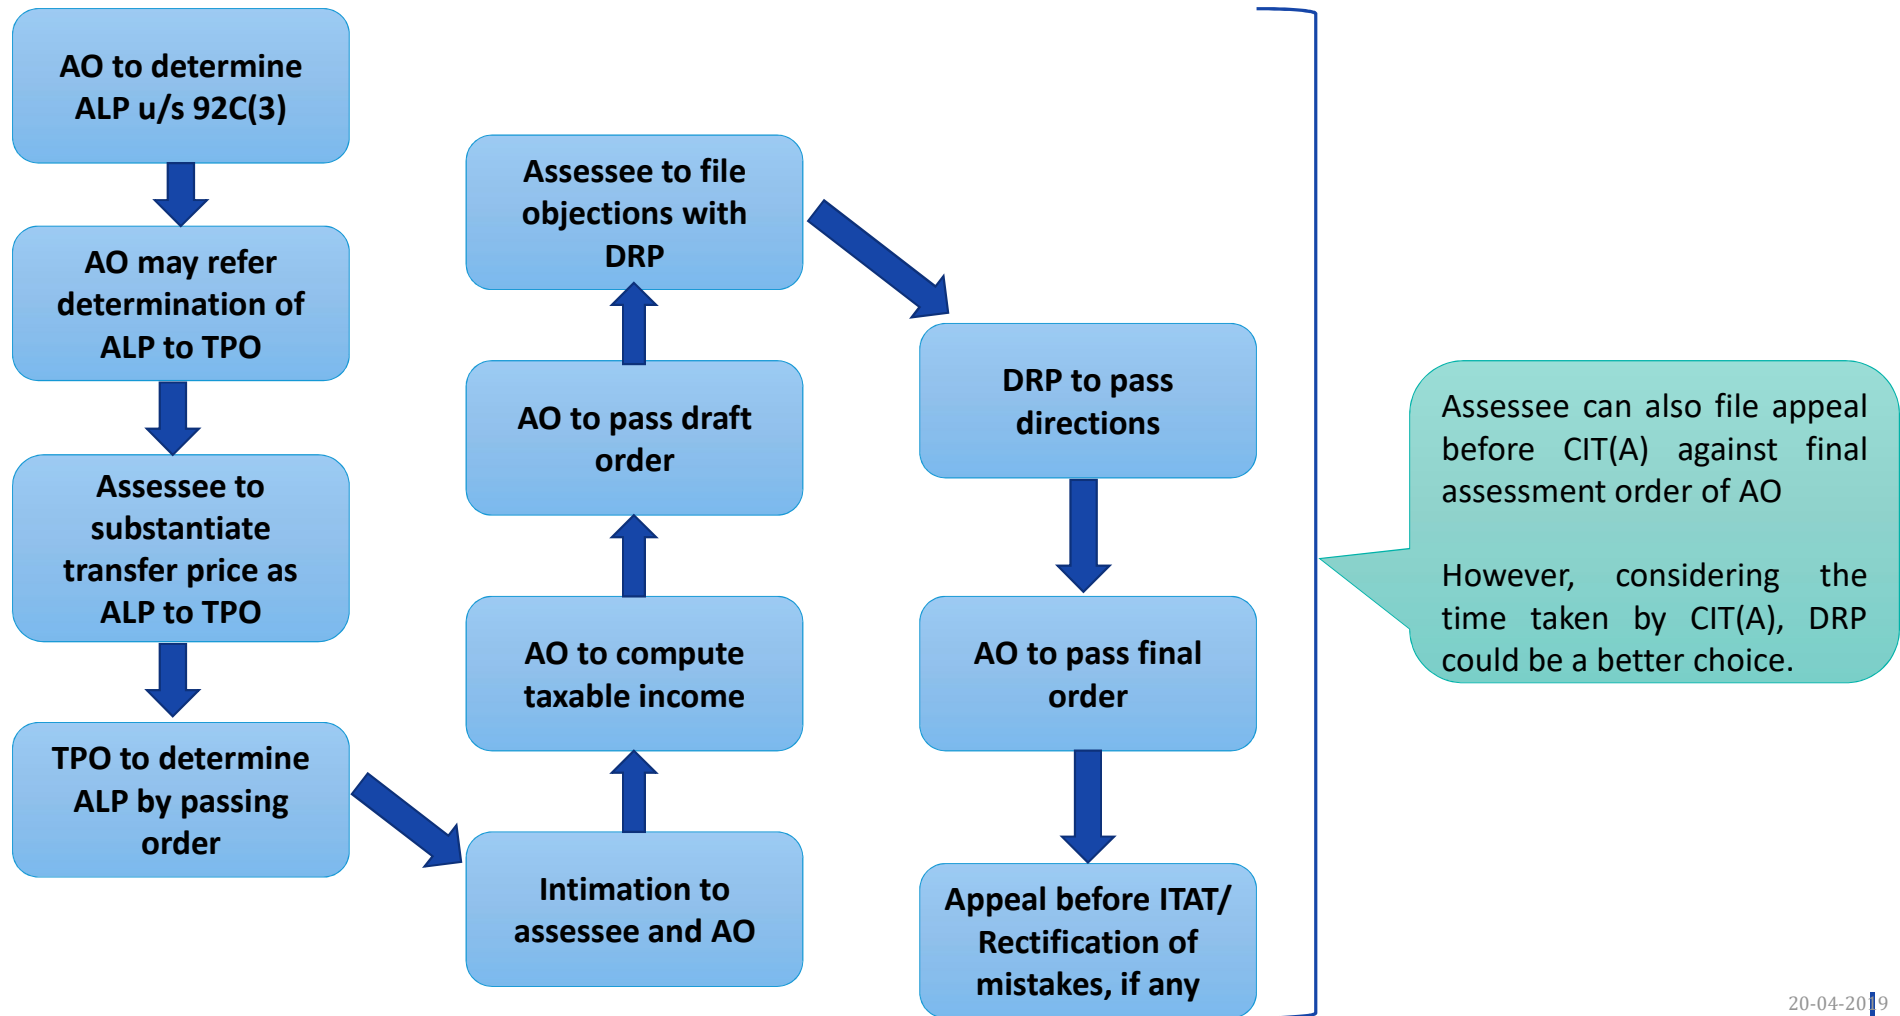 AO to determine
ALP u/s 92C(3)
AO may refer
determination of
ALP to TPO
Assessee to
substantiate
transfer price as
ALP to TPO
TPO to determine
ALP by passing
order
Intimation to
assessee and AO
AO to compute
taxable income
AO to pass draft
order
Assessee to file
objections with
DRP
DRP to pass
directions
AO to pass final
order
Appeal before ITAT/
Rectification of
mistakes, if any
Assessee can also file appeal
before CIT(A) against final
assessment order of AO
However, considering the
time taken by CIT(A), DRP
could be a better choice.
20-04-2019